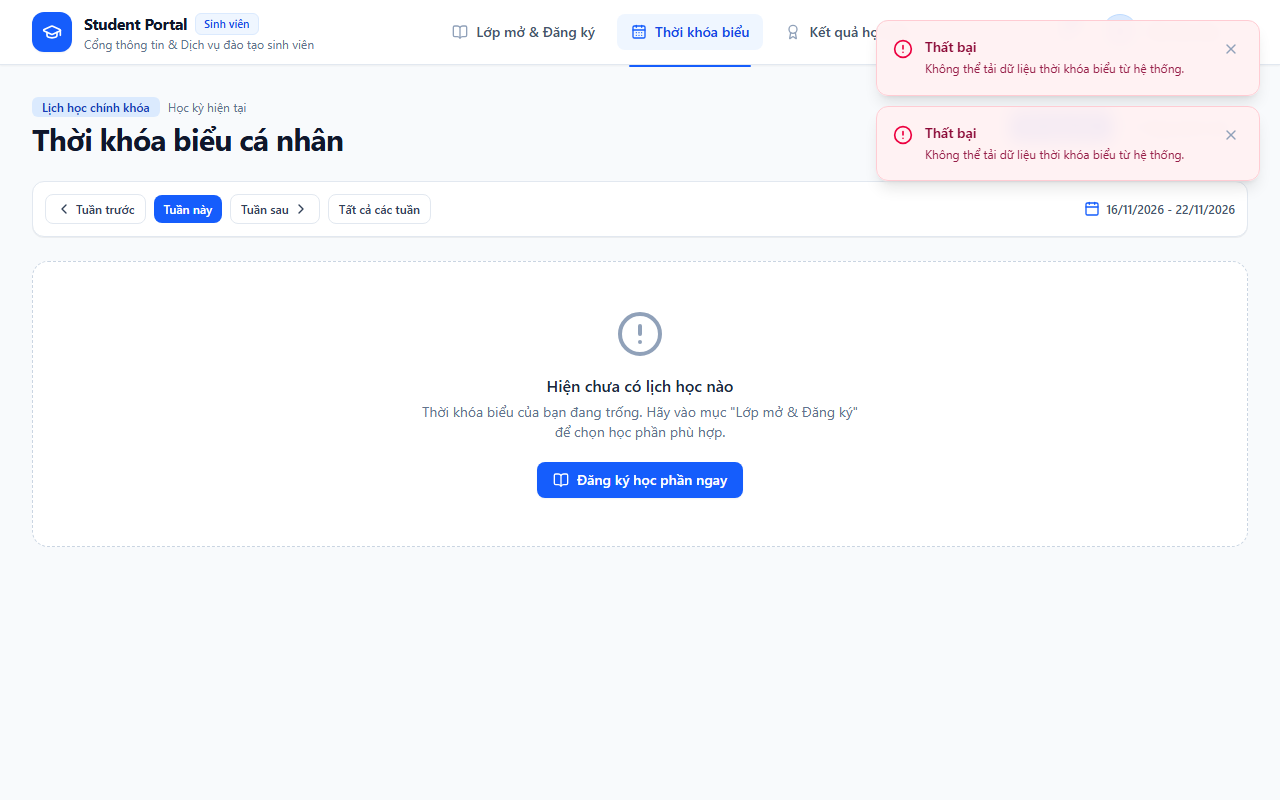 Student Portal
Sinh viên
Cổng thông tin & Dịch vụ đào tạo sinh viên
Lớp mở & Đăng ký
Thời khóa biểu
Kết quả
Thất bại
Không thể tải dữ liệu thời khóa biểu từ hệ thống.
Thất bại
Không thể tải dữ liệu thời khóa biểu từ hệ thống.
Lịch học chính khóa
Học kỳ hiện tại
Thời khóa biểu cá nhân
Tuần trước
Tuần này
Tuần sau
Tất cả các tuần
16/11/2026 - 22/11/2026
Hiện chưa có lịch học nào
Thời khóa biểu của bạn đang trống. Hãy vào mục "Lớp mở & Đăng ký"
để chọn học phần phù hợp.
Đăng ký học phần ngay